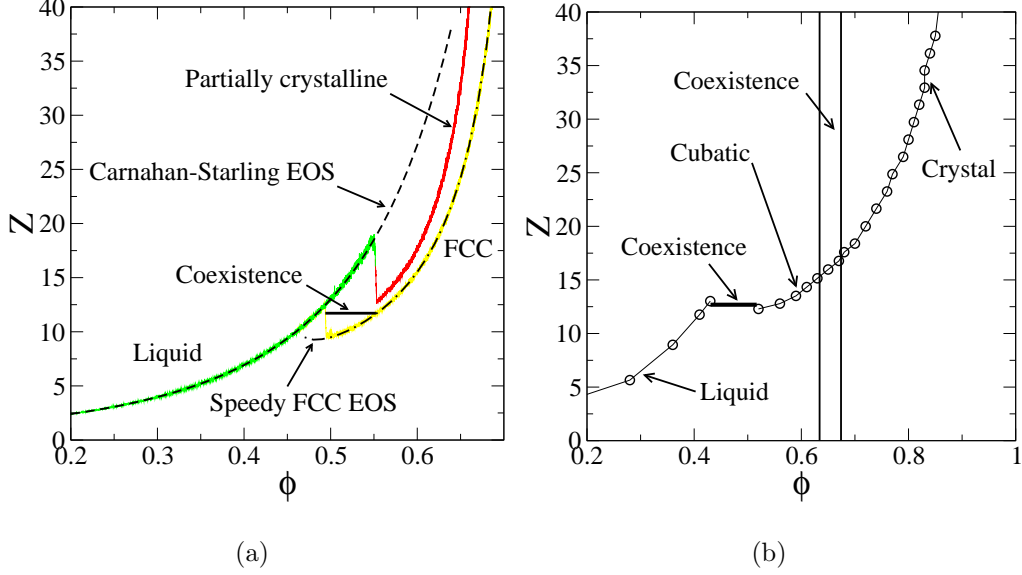 40
35
30
25
20
15
10
5
0
Z
Partially crystalline
Carnahan-Starling EOS
FCC
Coexistence
Liquid
Speedy FCC EOS
0.2
0.3
0.4
0.5
0.6
ϕ
(a)
40
35
30
25
20
15
10
5
0
Z
Coexistence
Cubatic
Crystal
Coexistence
Liquid
0.2
0.4
0.6
0.8
1
ϕ
(b)